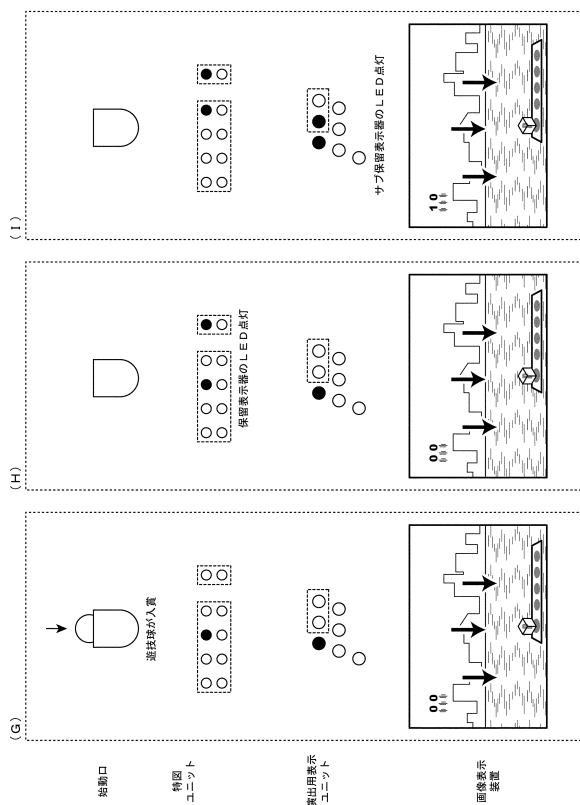 (G)
(H)
(I)
始動口
遊技球が入賞
特図
ユニット
保留表示器のLED点灯
演出用表示
ユニット
サブ保留表示器のLED点灯
画像表示
装置
00
00
10